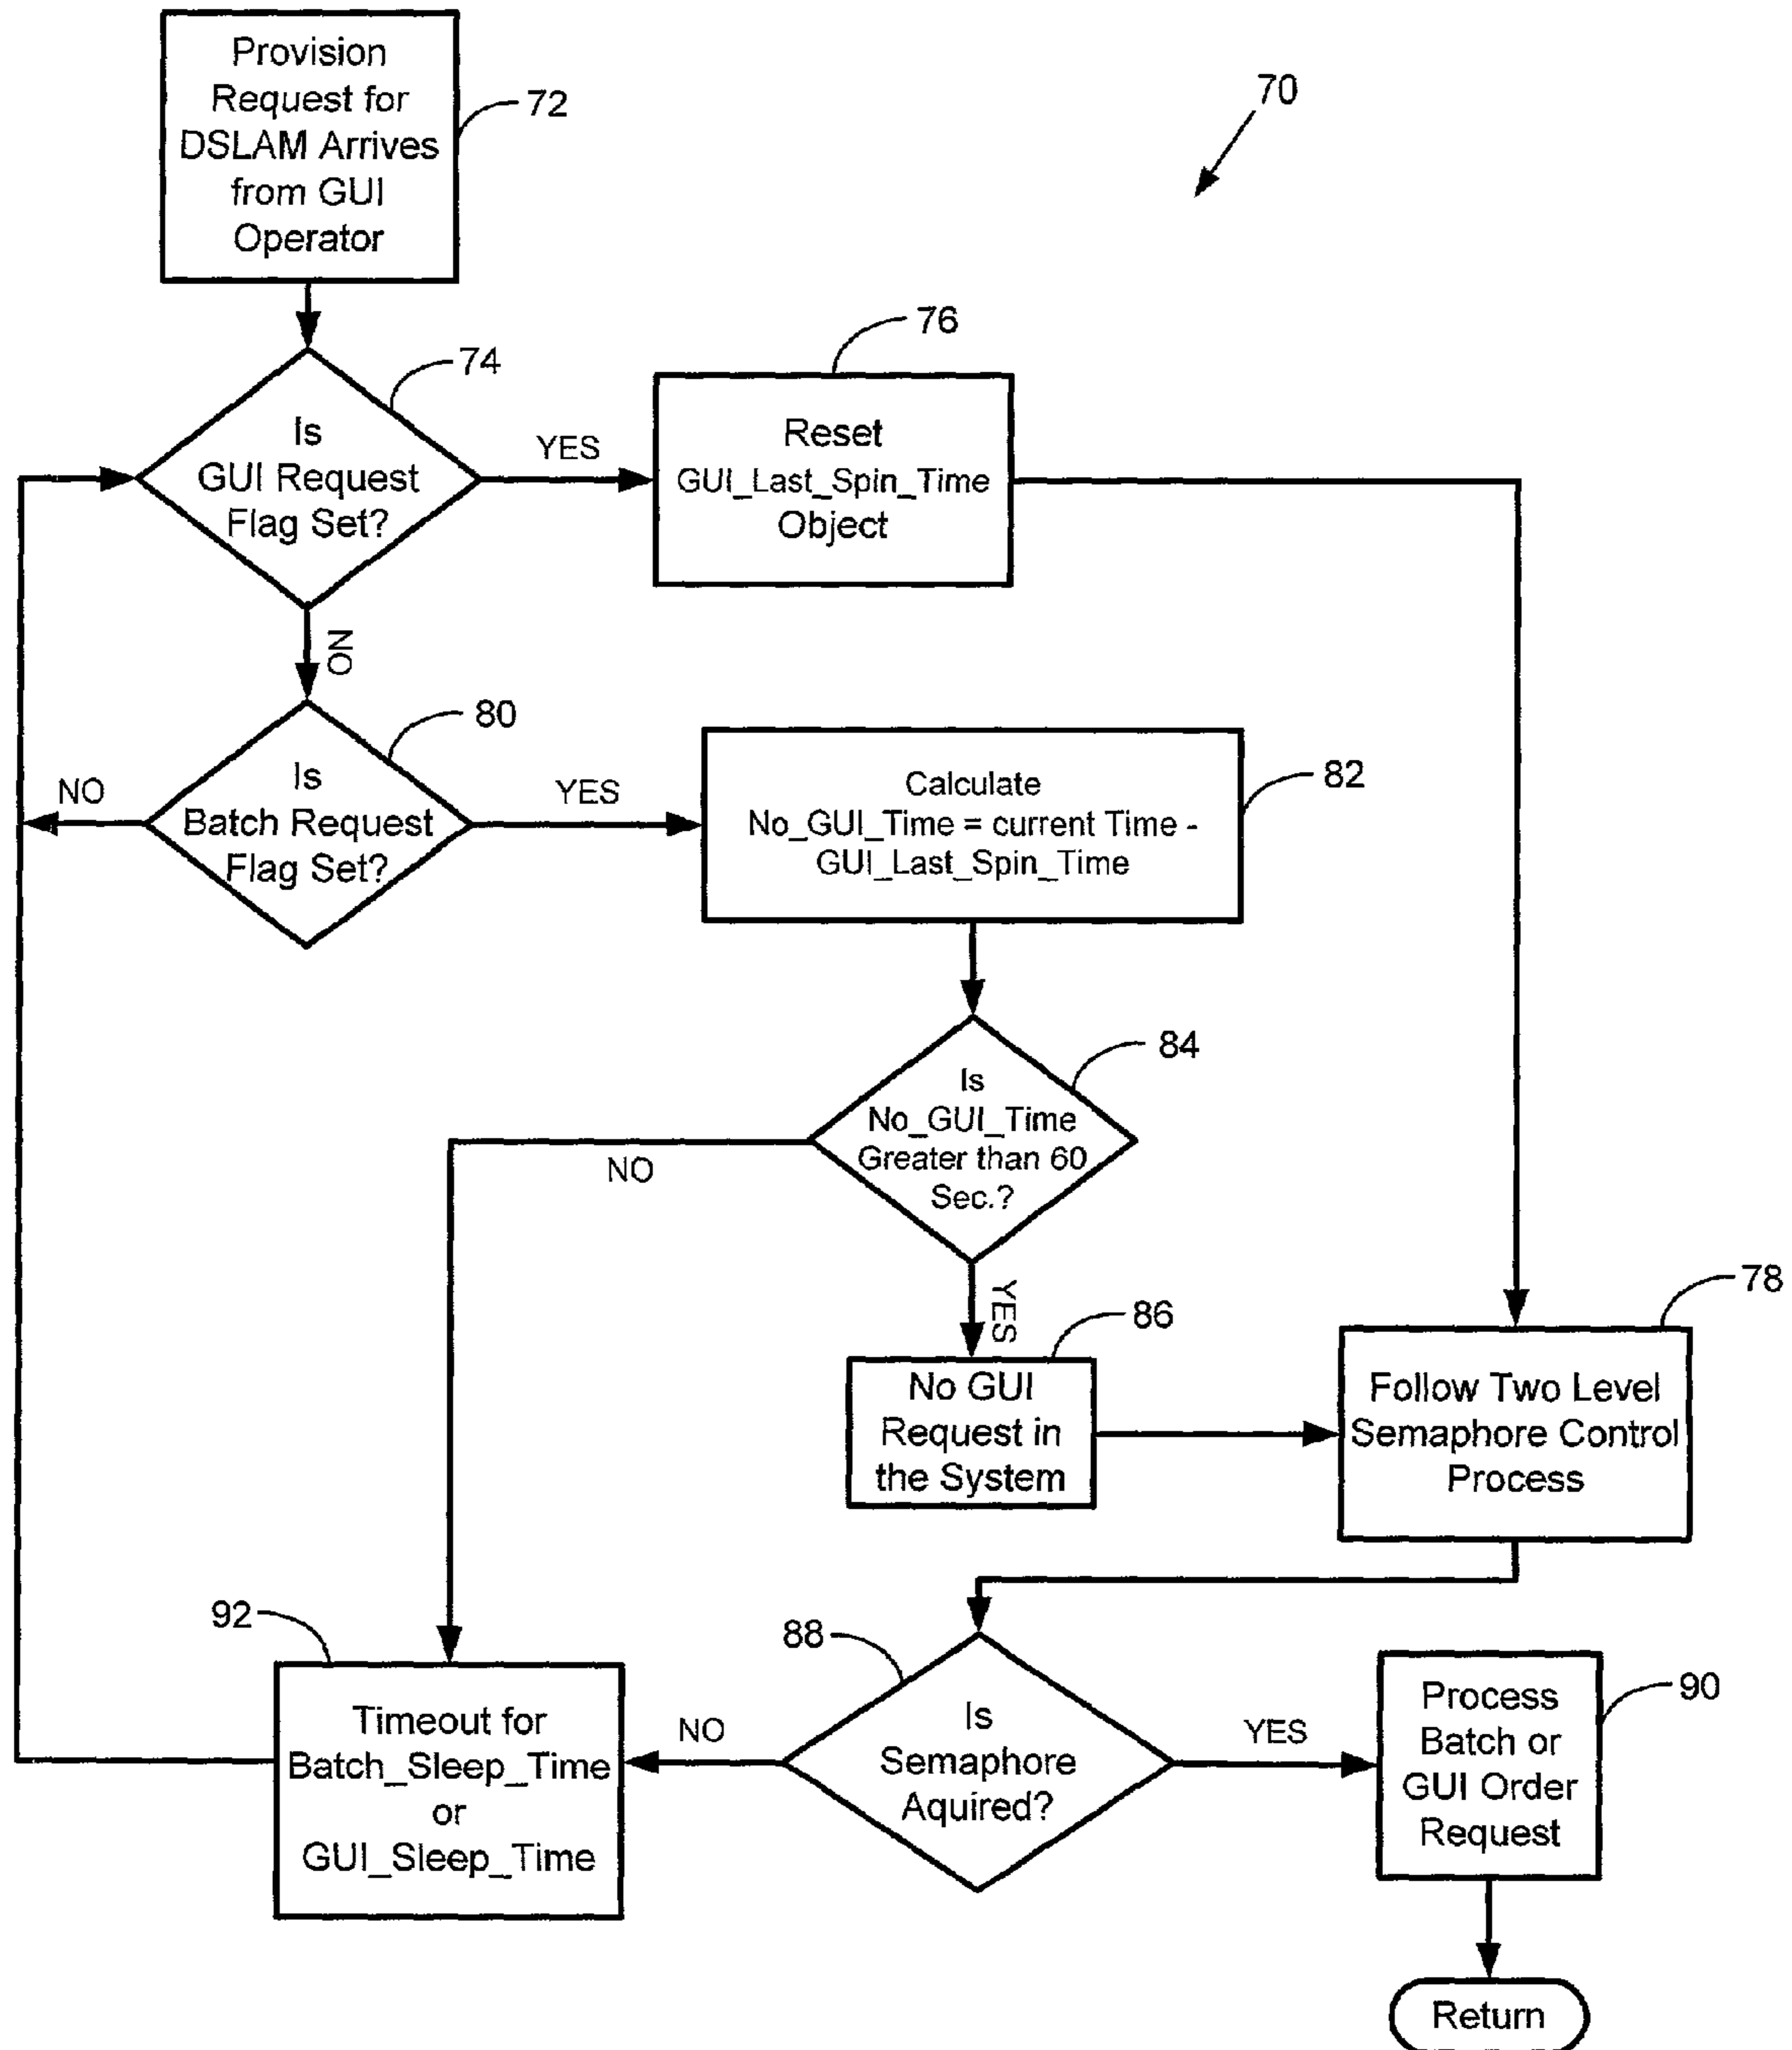 Provision
Request for
DSLAM Arrives
from GUI
Operator
72
70
Is
GUI Request
Flag Set?
74
YES
NO
Reset
GUI_Last_Spin_Time
Object
76
Is
Batch Request
Flag Set?
80
NO
YES
Calculate
No_GUI_Time = current Time -
GUI_Last_Spin_Time
82
Is
No_GUI_Time
Greater than 60
Sec.?
84
NO
YES
No GUI
Request in
the System
86
Follow Two Level
Semaphore Control
Process
78
Is
Semaphore
Aquired?
88
NO
YES
Timeout for
Batch_Sleep_Time
or
GUI_Sleep_Time
92
Process
Batch or
GUI Order
Request
90
Return